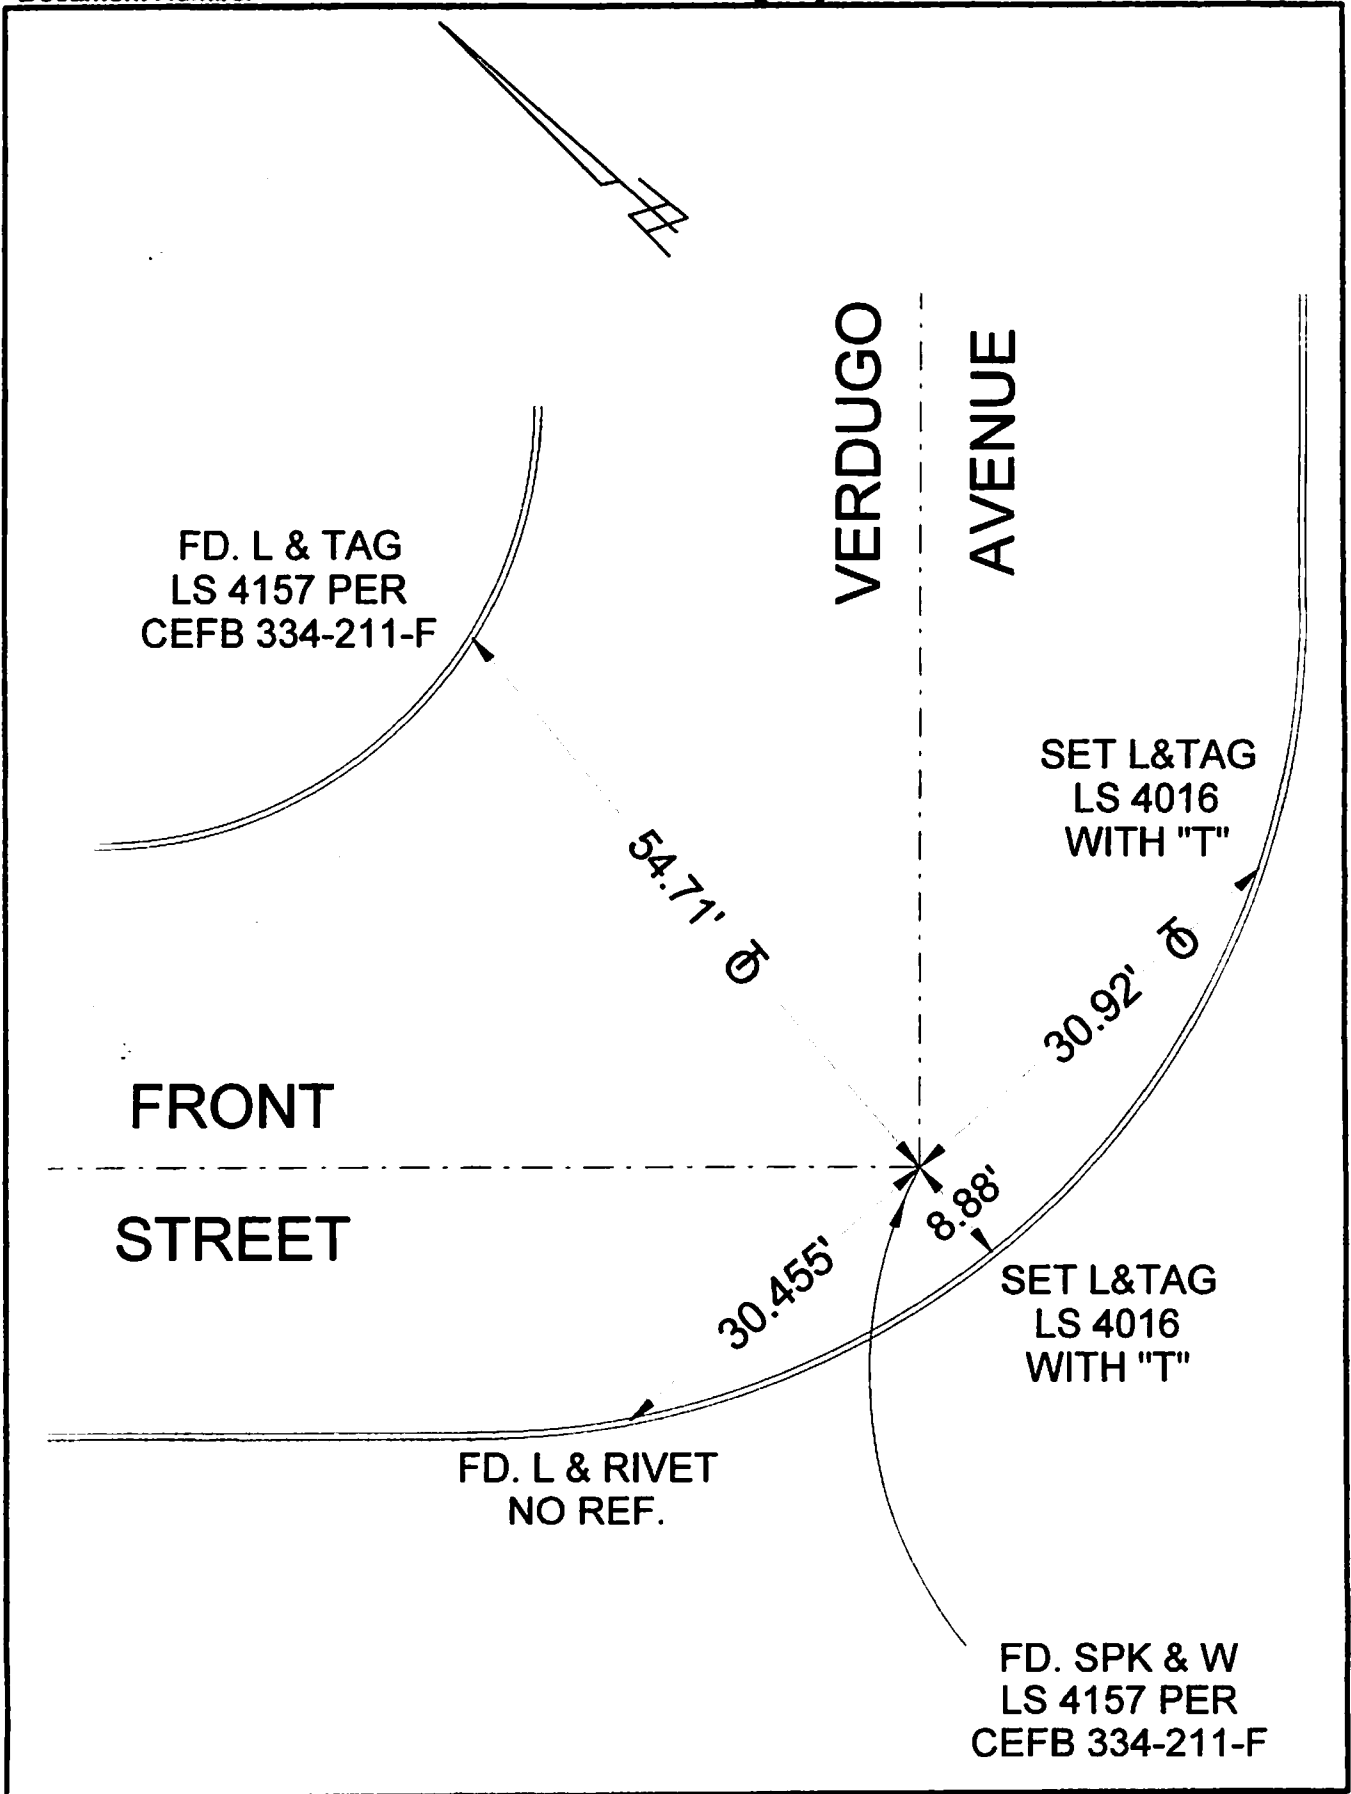 VERDUGO
AVENUE
FD. L & TAG
LS 4157 PER
CEFB 334-211-F
SET L&TAG
LS 4016
WITH "T"
54.71'
30.92'
FRONT
STREET
8.88'
30.455'
SET L&TAG
LS 4016
WITH "T"
FD. L & RIVET
NO REF.
FD. SPK & W
LS 4157 PER
CEFB 334-211-F